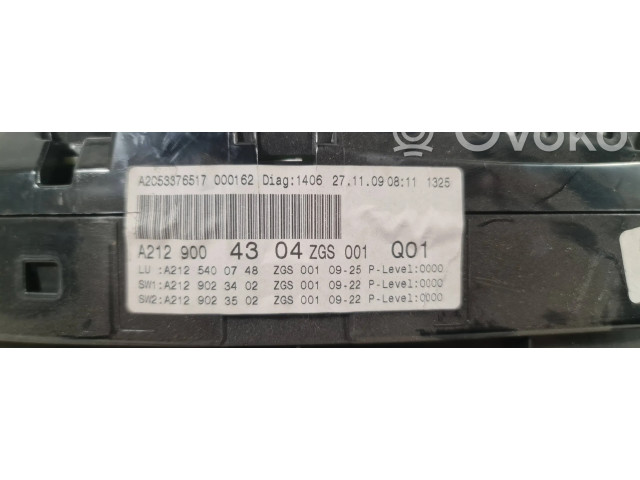 Ovoko
A2C53376517 000162 Diag:1406 27.11.09 08:11 1325
A212 900 43 04 ZGS 001 Q01
LU :A212 540 07 48 ZGS 001 09-25 P-Level:0000
SW1:A212 902 34 02 ZGS 001 09-22 P-Level:0000
SW2:A212 902 35 02 ZGS 001 09-22 P-Level:0000